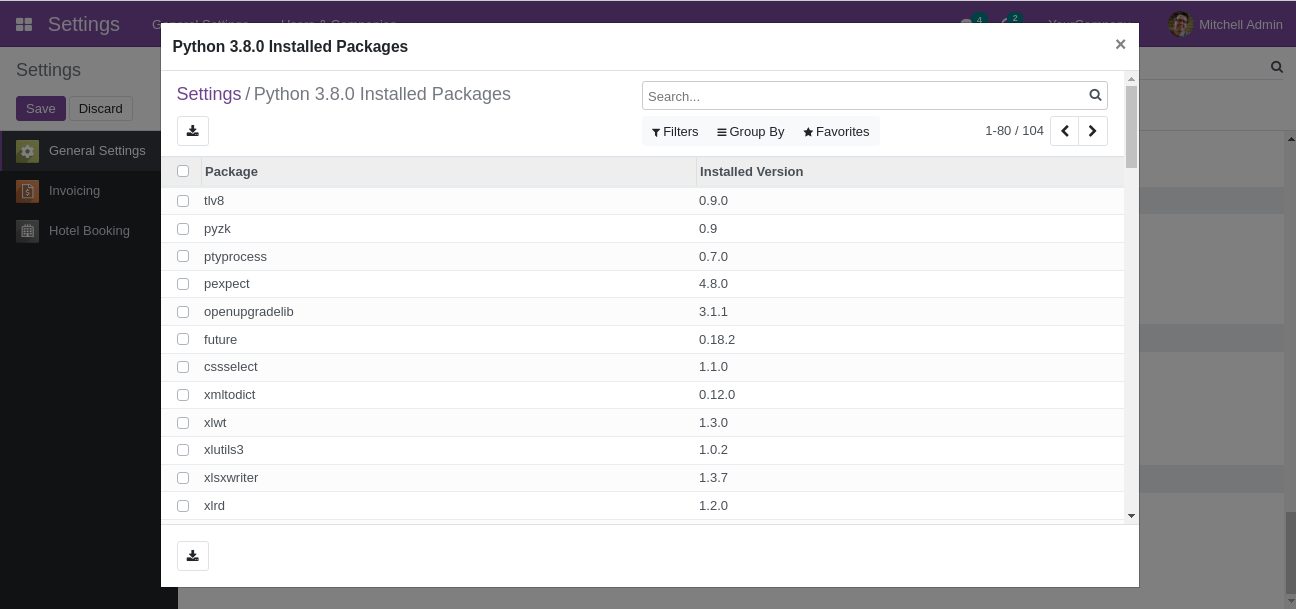 Settings General Settings Users & Companies 4 2 YourCompany Mitchell Admin
Python 3.8.0 Installed Packages ×
Settings
Settings / Python 3.8.0 Installed Packages Search...
Save Discard
Filters Group By Favorites 1-80 / 104
General Settings
Invoicing
Hotel Booking
Package Installed Version
tlv8 0.9.0
pyzk 0.9
ptyprocess 0.7.0
pexpect 4.8.0
openupgradelib 3.1.1
future 0.18.2
cssselect 1.1.0
xmltodict 0.12.0
xlwt 1.3.0
xlutils3 1.0.2
xlsxwriter 1.3.7
xlrd 1.2.0